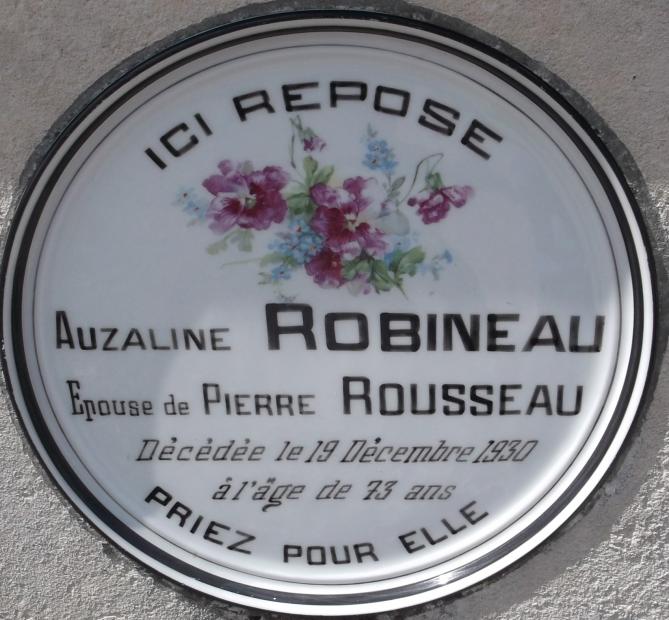 ICI REPOSE
AUZALINE ROBINEAU
Epouse de PIERRE ROUSSEAU
Décédée le 19 Décembre 1930
à l'âge de 73 ans
PRIEZ POUR ELLE